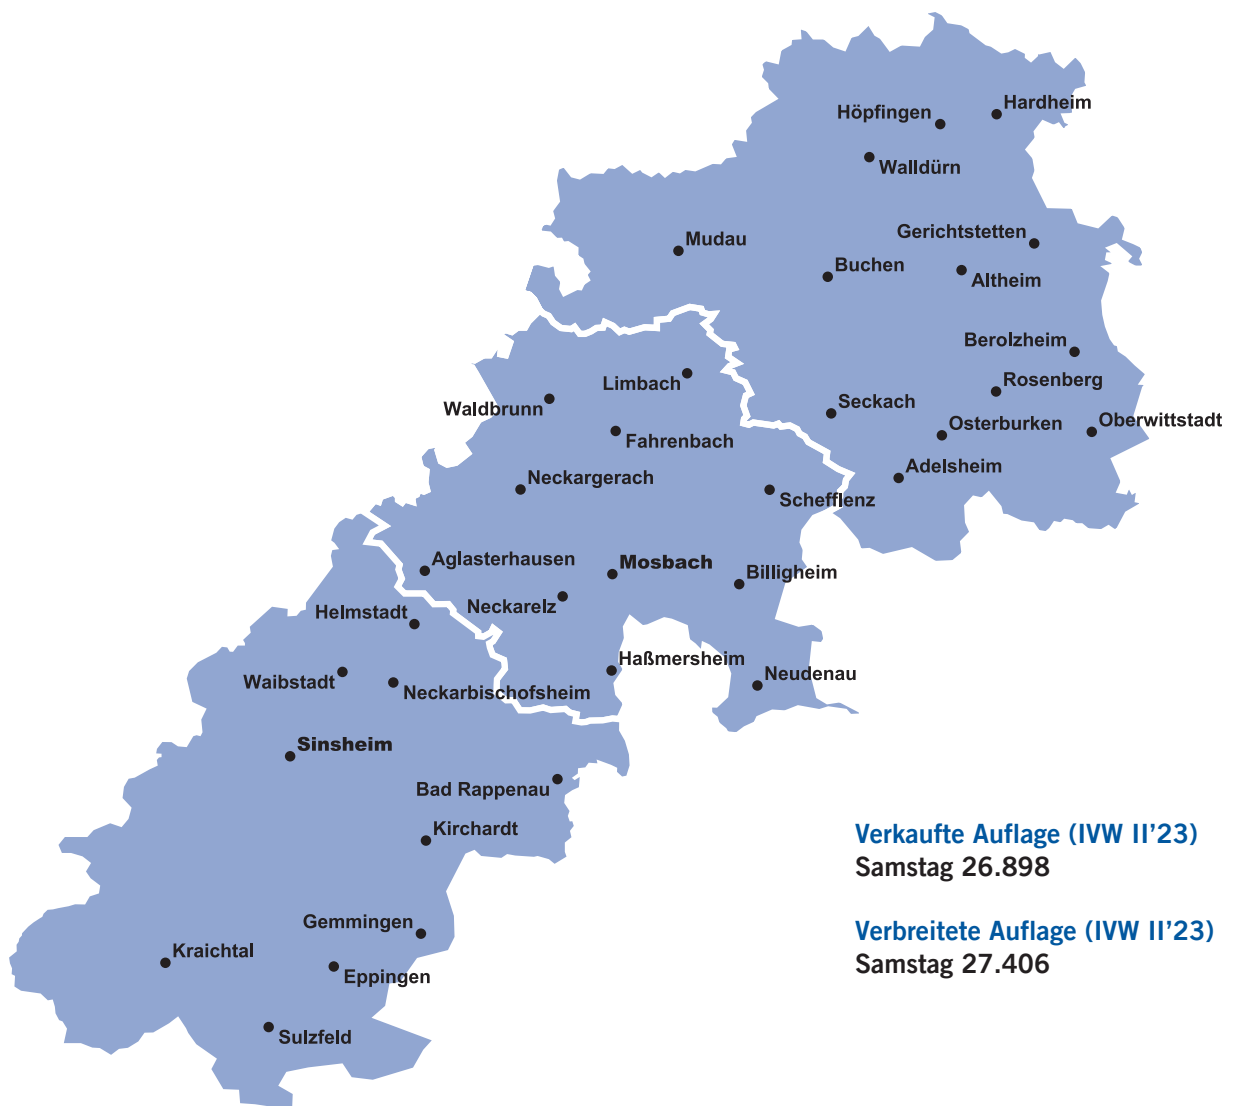 Hardheim
Höpfingen
Walldürn
Gerichtstetten
Mudau
Buchen
Altheim
Berolzheim
Limbach
Rosenberg
Waldbrunn
Seckach
Oberwittstadt
Osterburken
Fahrenbach
Adelsheim
Neckargerach
Schefflenz
Aglasterhausen
Mosbach
Billigheim
Neckarelz
Helmstadt
Haßmersheim
Neudenau
Waibstadt
Neckarbischofsheim
Sinsheim
Bad Rappenau
Kirchardt
Verkaufte Auflage (IVW II’23)
Samstag 26.898
Gemmingen
Verbreitete Auflage (IVW II’23)
Samstag 27.406
Kraichtal
Eppingen
Sulzfeld